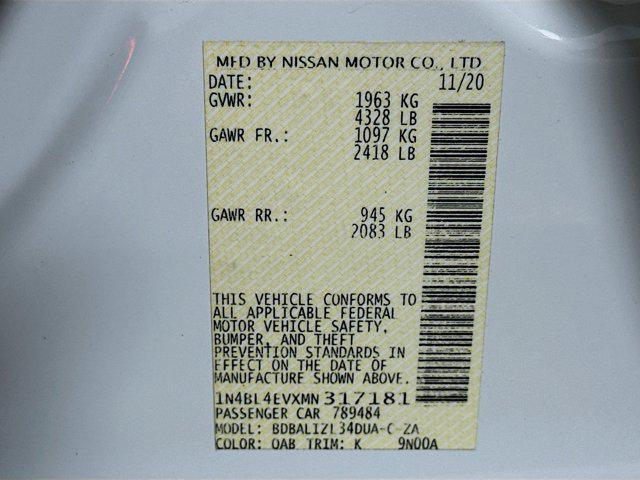 MFD BY NISSAN MOTOR CO., LTD
DATE: 11/20
GVWR: 1963 KG
4328 LB
GAWR FR.: 1097 KG
2418 LB
GAWR RR.: 945 KG
2083 LB
THIS VEHICLE CONFORMS TO
ALL APPLICABLE FEDERAL
MOTOR VEHICLE SAFETY,
BUMPER, AND THEFT
PREVENTION STANDARDS IN
EFFECT ON THE DATE OF
MANUFACTURE SHOWN ABOVE.
1N4BL4EVXMN317181
PASSENGER CAR 789484
MODEL: BDBALIZL34DUA-C-ZA
COLOR: QAB TRIM: K 9N00A